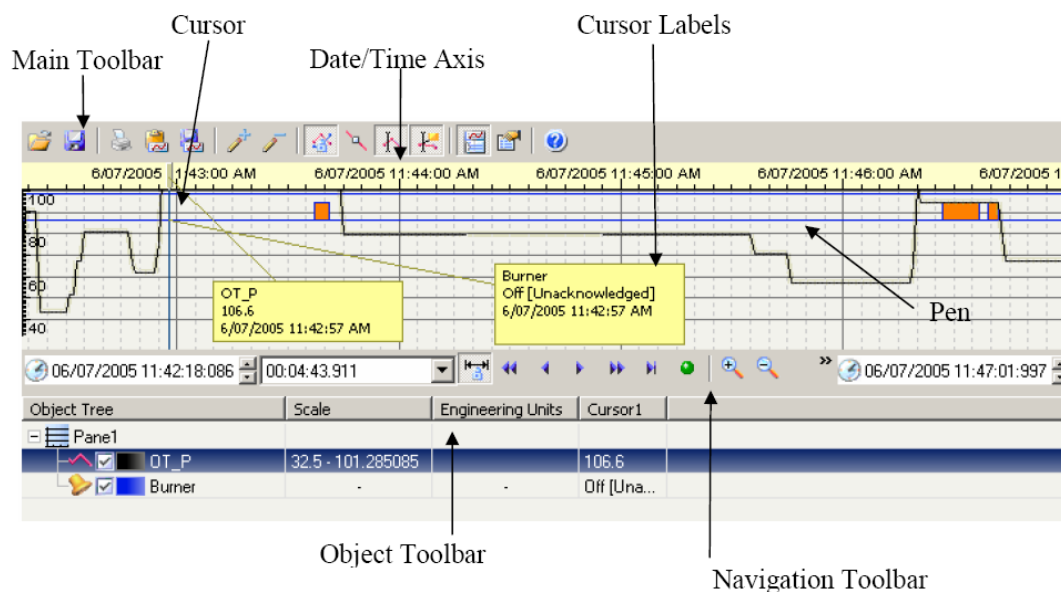 Cursor
Cursor Labels
Main Toolbar
Date/Time Axis
6/07/2005 1:43:00 AM
6/07/2005 11:44:00 AM
6/07/2005 11:45:00 AM
6/07/2005 11:46:00 AM
6/07/2005 1
100
80
60
40
OT_P
106.6
6/07/2005 11:42:57 AM
Burner
Off [Unacknowledged]
6/07/2005 11:42:57 AM
Pen
06/07/2005 11:42:18:086 00:04:43.911 06/07/2005 11:47:01:997
Object Tree Scale Engineering Units Cursor1
Pane1
OT_P 32.5 - 101.285085 106.6
Burner - - Off [Una...
Object Toolbar
Navigation Toolbar